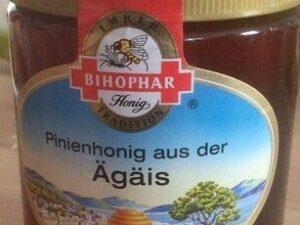 IMKER
BIHOPHAR
Honig
TRADITION
®
Pinienhonig aus der
Ägäis